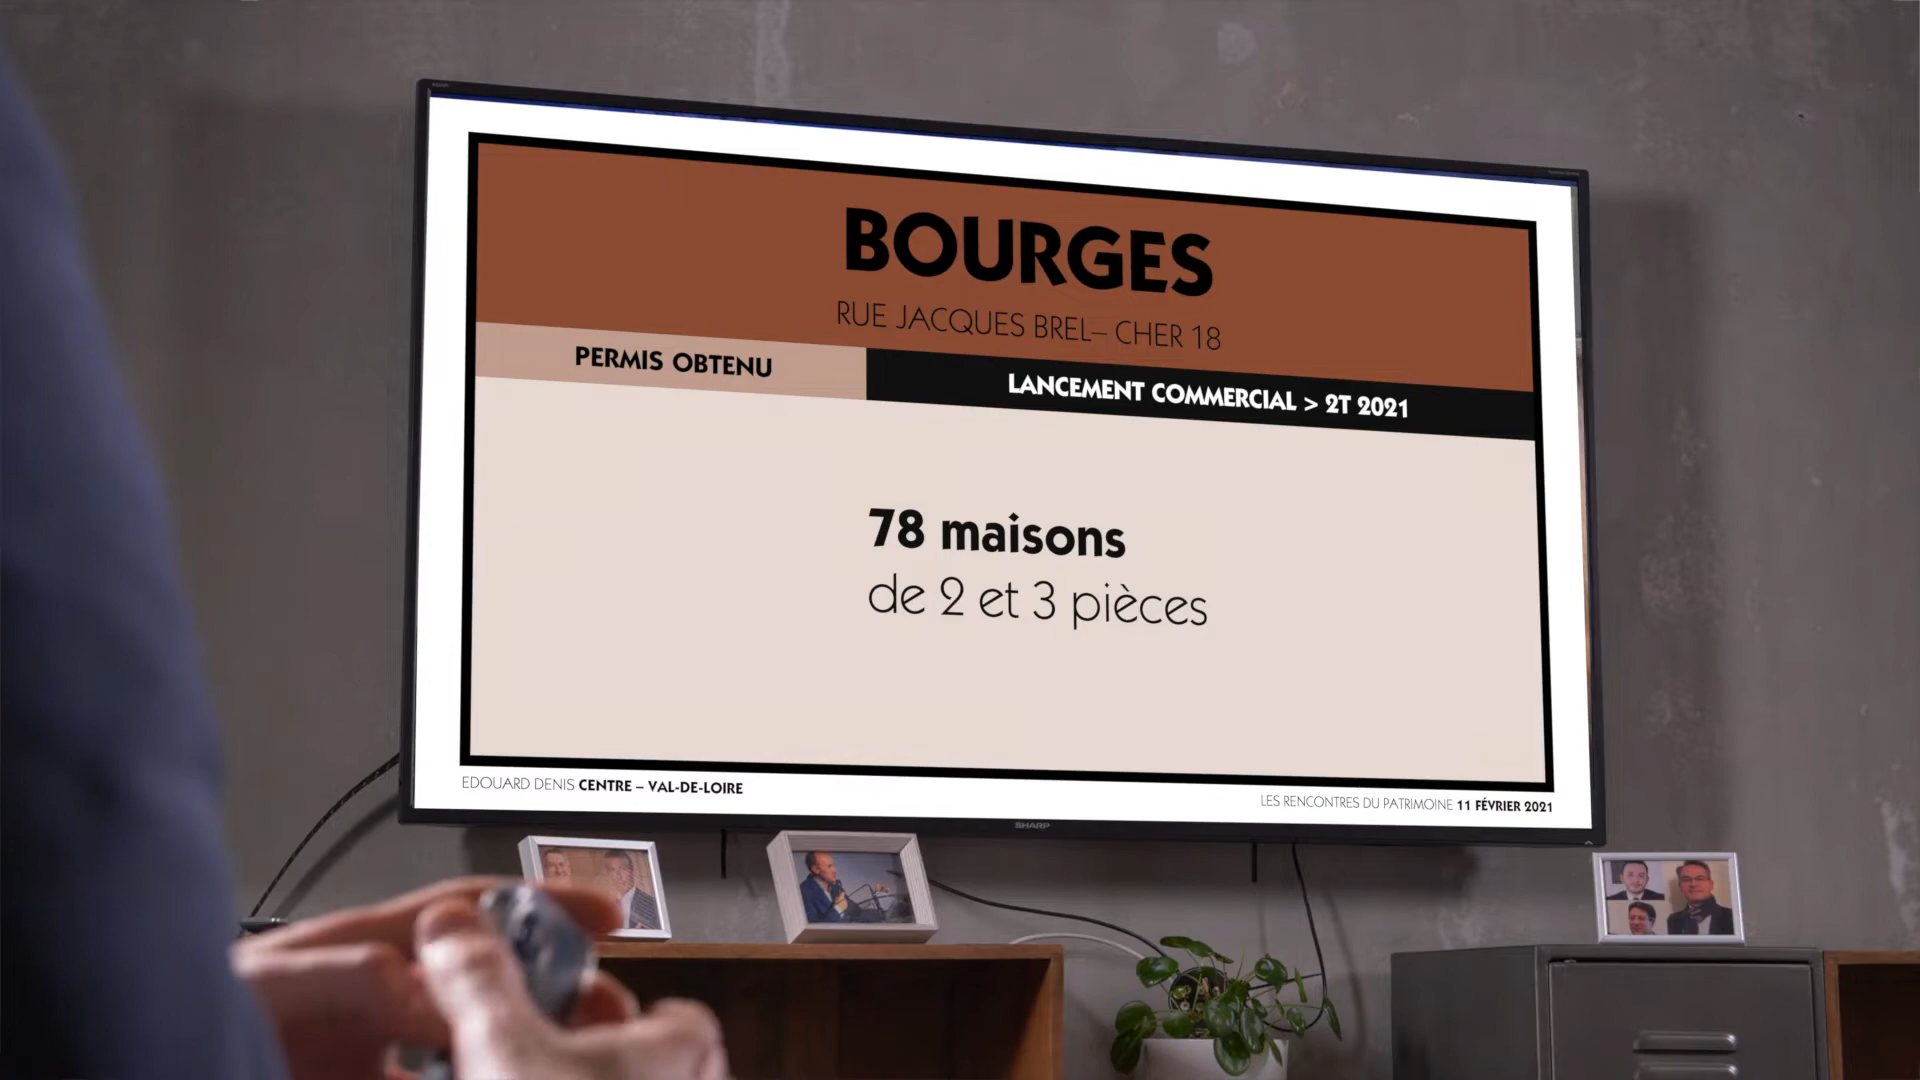 BOURGES
RUE JACQUES BREL– CHER 18
PERMIS OBTENU
LANCEMENT COMMERCIAL > 2T 2021
78 maisons
de 2 et 3 pièces
EDOUARD DENIS CENTRE – VAL-DE-LOIRE
LES RENCONTRES DU PATRIMOINE 11 FÉVRIER 2021
SHARP